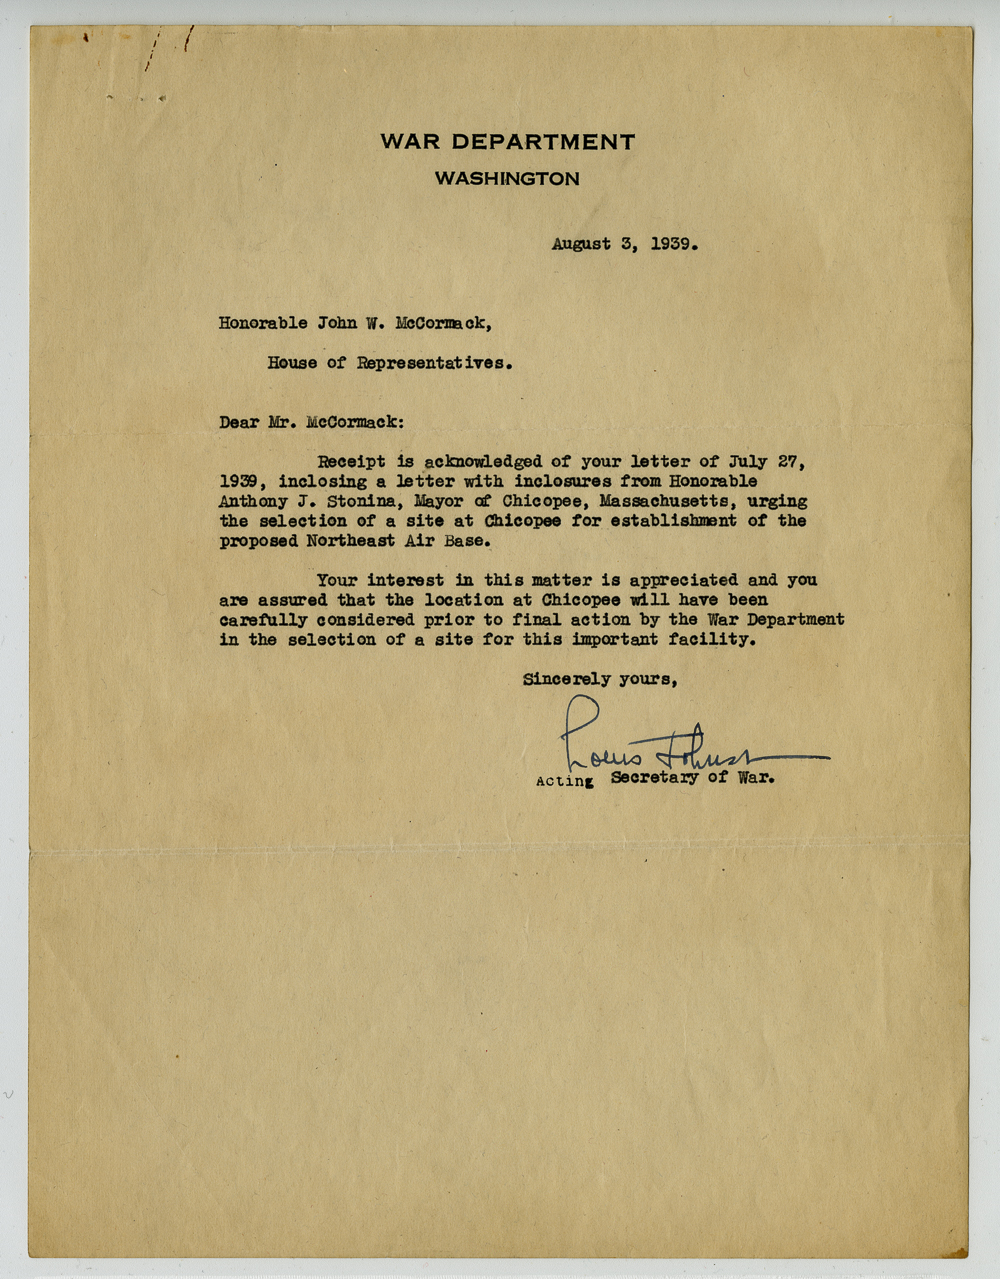 WAR DEPARTMENT
WASHINGTON
August 3, 1939.
Honorable John W. McCormack,
House of Representatives.
Dear Mr. McCormack:
Receipt is acknowledged of your letter of July 27,
1939, inclosing a letter with inclosures from Honorable
Anthony J. Stonina, Mayor of Chicopee, Massachusetts, urging
the selection of a site at Chicopee for establishment of the
proposed Northeast Air Base.
Your interest in this matter is appreciated and you
are assured that the location at Chicopee will have been
carefully considered prior to final action by the War Department
in the selection of a site for this important facility.
Sincerely yours,
Louis Johnson
Acting Secretary of War.